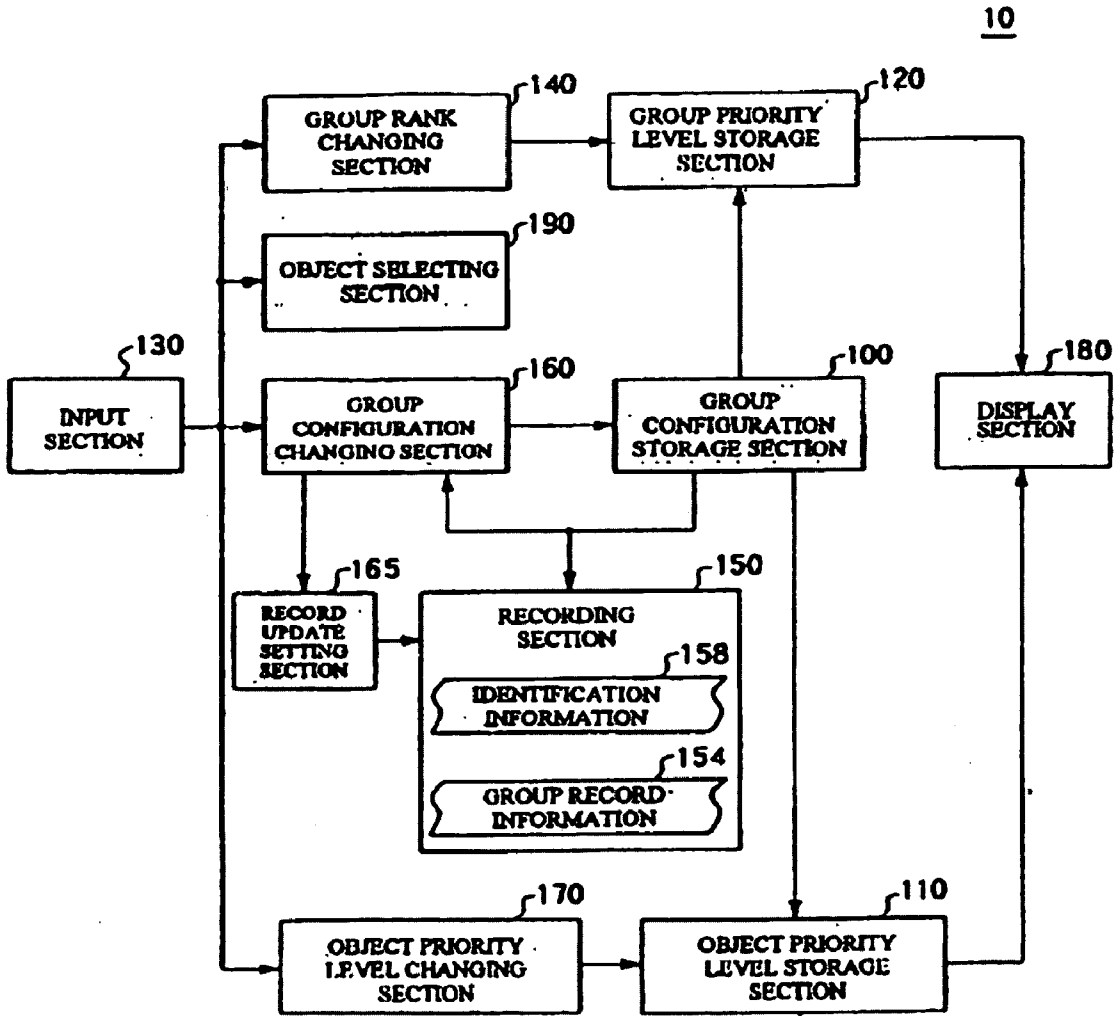 10
140
GROUP RANK
CHANGING
SECTION
120
GROUP PRIORITY
LEVEL STORAGE
SECTION
190
OBJECT SELECTING
SECTION
130
INPUT
SECTION
160
GROUP
CONFIGURATION
CHANGING SECTION
100
GROUP
CONFIGURATION
STORAGE SECTION
180
DISPLAY
SECTION
165
RECORD
UPDATE
SETTING
SECTION
150
RECORDING
SECTION
158
IDENTIFICATION
INFORMATION
154
GROUP RECORD
INFORMATION
170
OBJECT PRIORITY
LEVEL CHANGING
SECTION
110
OBJECT PRIORITY
LEVEL STORAGE
SECTION